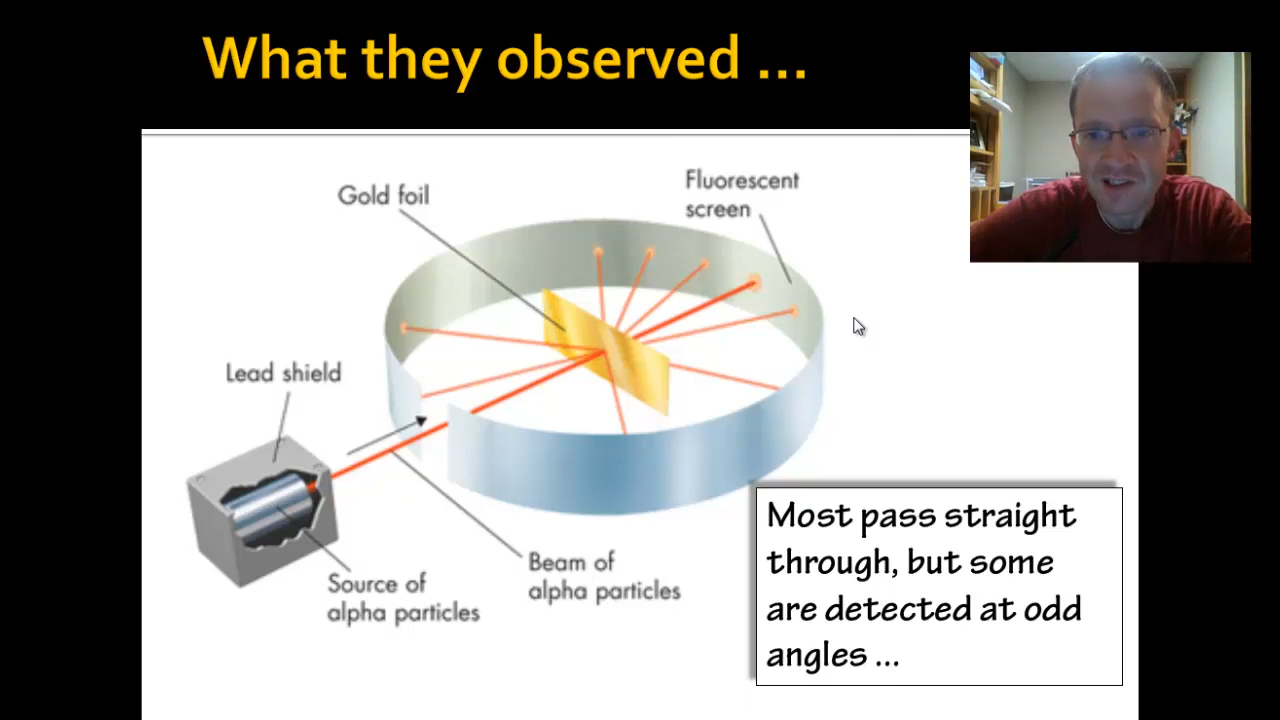 What they observed ...
Gold foil
Fluorescent
screen
Lead shield
Source of
alpha particles
Beam of
alpha particles
Most pass straight
through, but some
are detected at odd
angles ...